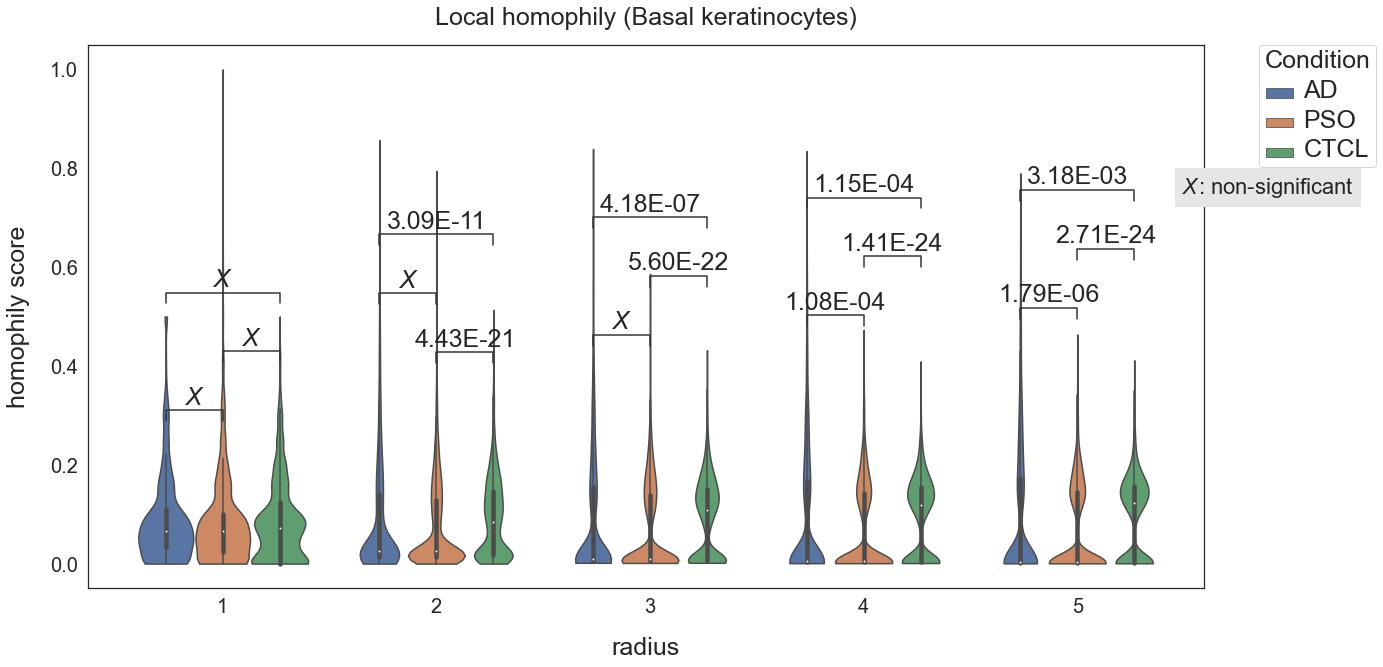 Local homophily (Basal keratinocytes)
Condition
AD
PSO
CTCL
X: non-significant
homophily score
1.0
0.8
0.6
0.4
0.2
0.0
X
X
X
3.09E-11
X
4.43E-21
4.18E-07
5.60E-22
X
1.15E-04
1.41E-24
1.08E-04
3.18E-03
2.71E-24
1.79E-06
1
2
3
4
5
radius